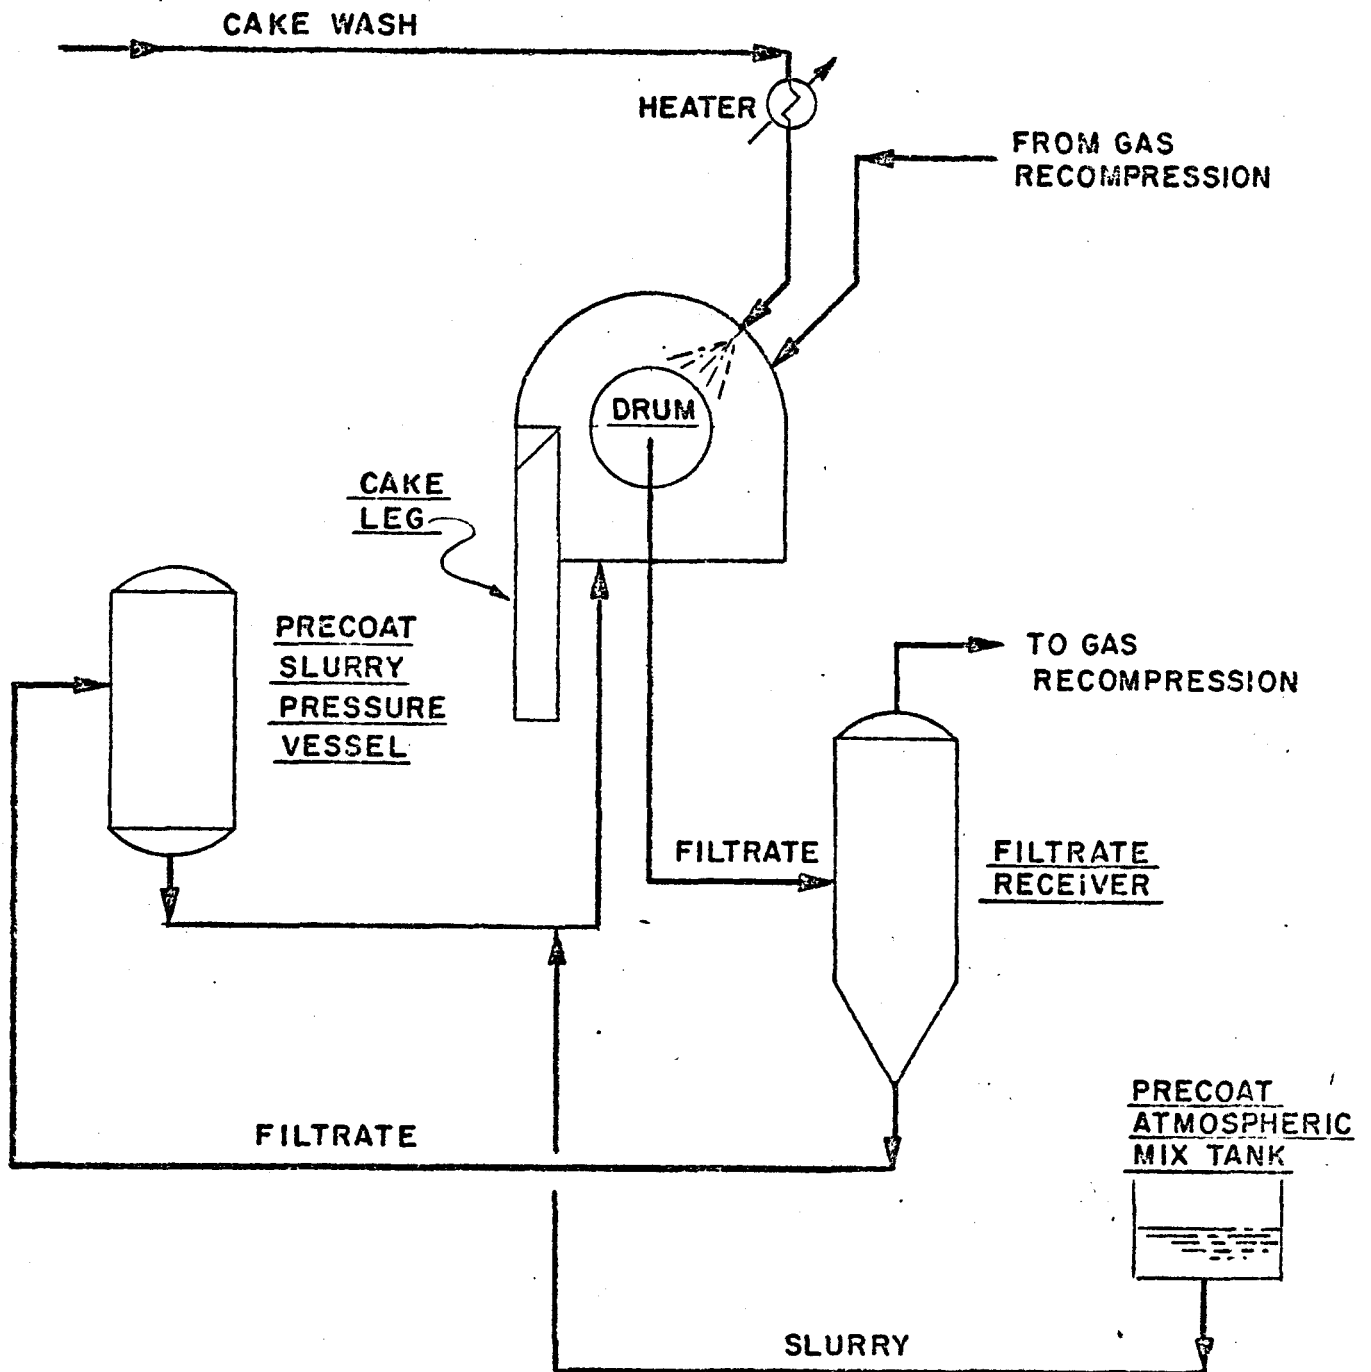 CAKE WASH
HEATER
FROM GAS
RECOMPRESSION
DRUM
CAKE
LEG
PRECOAT
SLURRY
PRESSURE
VESSEL
TO GAS
RECOMPRESSION
FILTRATE
FILTRATE
RECEIVER
FILTRATE
PRECOAT
ATMOSPHERIC
MIX TANK
SLURRY